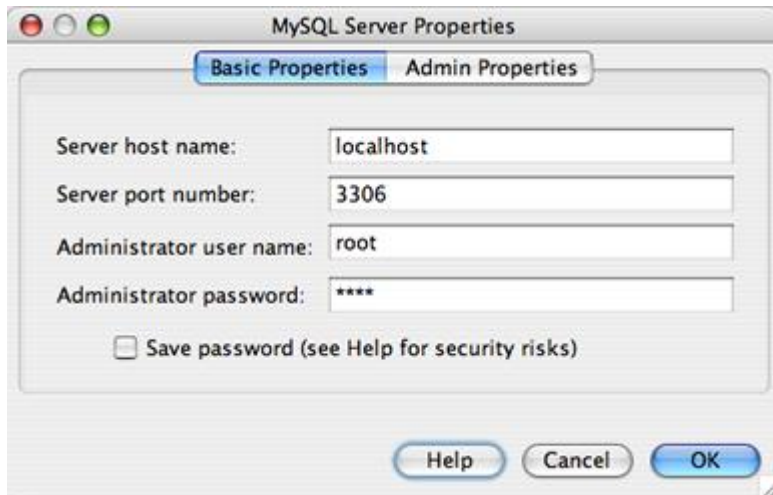 MySQL Server Properties
Basic Properties Admin Properties
Server host name: localhost
Server port number: 3306
Administrator user name: root
Administrator password: ****
Save password (see Help for security risks)
Help Cancel OK